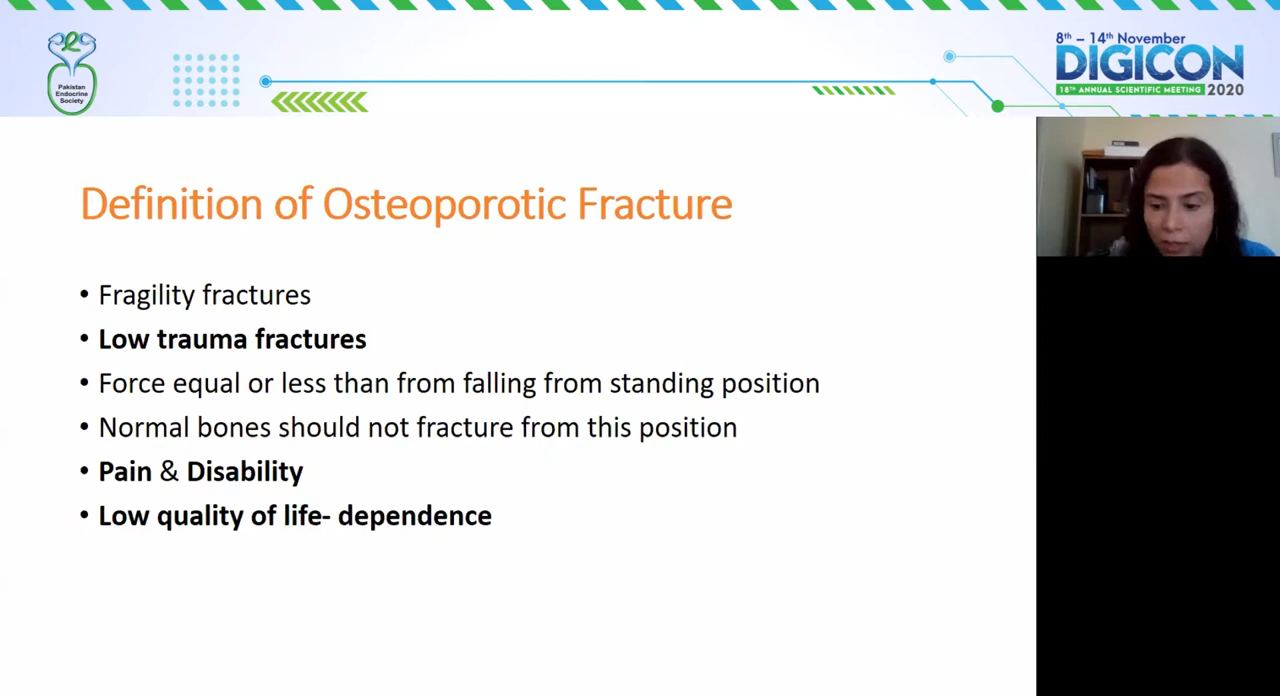 Pakistan
Endocrine
Society
8th – 14th November
DIGICON
18TH ANNUAL SCIENTIFIC MEETING 2020
Definition of Osteoporotic Fracture
• Fragility fractures
• Low trauma fractures
• Force equal or less than from falling from standing position
• Normal bones should not fracture from this position
• Pain & Disability
• Low quality of life- dependence